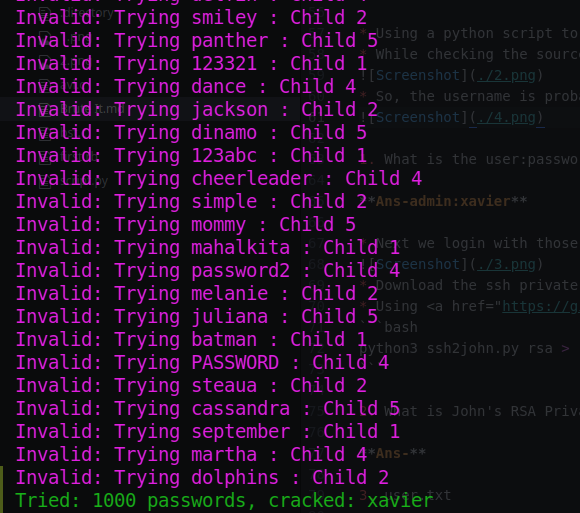 Invalid: Trying smiley : Child 2
Invalid: Trying panther : Child 5
Invalid: Trying 123321 : Child 1
Invalid: Trying dance : Child 4
Invalid: Trying jackson : Child 2
Invalid: Trying dinamo : Child 5
Invalid: Trying 123abc : Child 1
Invalid: Trying cheerleader : Child 4
Invalid: Trying simple : Child 2
Invalid: Trying mommy : Child 5
Invalid: Trying mahalkita : Child 1
Invalid: Trying password2 : Child 4
Invalid: Trying melanie : Child 2
Invalid: Trying juliana : Child 5
Invalid: Trying batman : Child 1
Invalid: Trying PASSWORD : Child 4
Invalid: Trying steaua : Child 2
Invalid: Trying cassandra : Child 5
Invalid: Trying september : Child 1
Invalid: Trying martha : Child 4
Invalid: Trying dolphins : Child 2
Tried: 1000 passwords, cracked: xavier
* Using a python script to
* While checking the sourc
![Screenshot](./2.png)
* So, the username is prob
![Screenshot](./4.png)
. What is the user:passwo
**Ans-admin:xavier**
Next we login with those
![Screenshot](./3.png)
* Download the ssh private
* Using <a href="https://g
bash
python3 ssh2john.py rsa >
What is John's RSA Priv
**Ans-**
3. user.txt